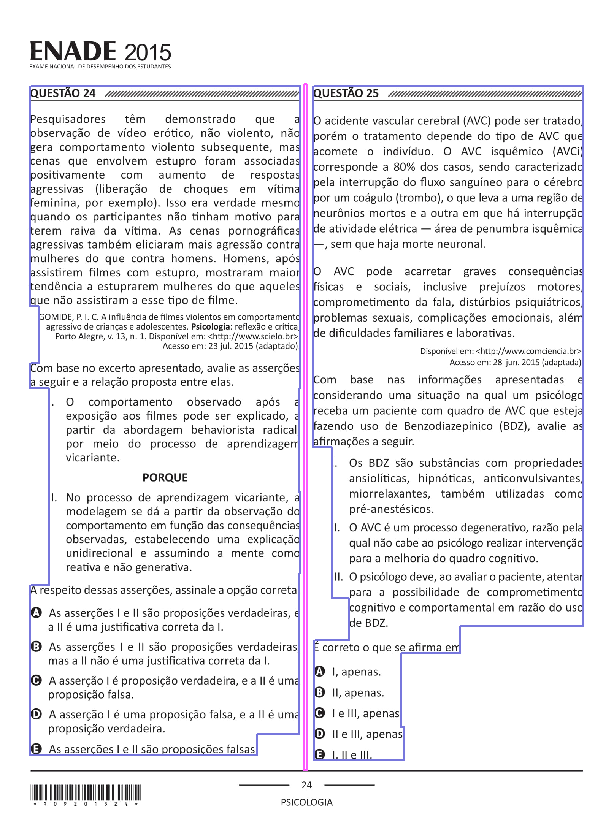 ENADE 2015
EXAME NACIONAL DE DESEMPENHO DOS ESTUDANTES
QUESTÃO 24
Pesquisadores têm demonstrado que a
observação de vídeo erótico, não violento, não
gera comportamento violento subsequente, mas
cenas que envolvem estupro foram associadas
positivamente com aumento de respostas
agressivas (liberação de choques em vítima
feminina, por exemplo). Isso era verdade mesmo
quando os participantes não tinham motivo para
terem raiva da vítima. As cenas pornográficas
agressivas também eliciaram mais agressão contra
mulheres do que contra homens. Homens, após
assistirem filmes com estupro, mostraram maior
tendência a estuprarem mulheres do que aqueles
que não assistiram a esse tipo de filme.
GOMIDE, P. I. C. A influência de filmes violentos em comportamento
agressivo de crianças e adolescentes. Psicologia: reflexão e crítica,
Porto Alegre, v. 13, n. 1. Disponível em: <http://www.scielo.br>.
Acesso em: 23 jul. 2015 (adaptado).
Com base no excerto apresentado, avalie as asserções
a seguir e a relação proposta entre elas.
. O comportamento observado após a
exposição aos filmes pode ser explicado, a
partir da abordagem behaviorista radical,
por meio do processo de aprendizagem
vicariante.
PORQUE
I. No processo de aprendizagem vicariante, a
modelagem se dá a partir da observação do
comportamento em função das consequências
observadas, estabelecendo uma explicação
unidirecional e assumindo a mente como
reativa e não generativa.
A respeito dessas asserções, assinale a opção correta.
A As asserções I e II são proposições verdadeiras, e
a II é uma justificativa correta da I.
B As asserções I e II são proposições verdadeiras,
mas a II não é uma justificativa correta da I.
C A asserção I é proposição verdadeira, e a II é uma
proposição falsa.
D A asserção I é uma proposição falsa, e a II é uma
proposição verdadeira.
E As asserções I e II são proposições falsas.
QUESTÃO 25
O acidente vascular cerebral (AVC) pode ser tratado,
porém o tratamento depende do tipo de AVC que
acomete o indivíduo. O AVC isquêmico (AVCi)
corresponde a 80% dos casos, sendo caracterizado
pela interrupção do fluxo sanguíneo para o cérebro
por um coágulo (trombo), o que leva a uma região de
neurônios mortos e a outra em que há interrupção
de atividade elétrica — área de penumbra isquêmica
—, sem que haja morte neuronal.
O AVC pode acarretar graves consequências
físicas e sociais, inclusive prejuízos motores,
comprometimento da fala, distúrbios psiquiátricos,
problemas sexuais, complicações emocionais, além
de dificuldades familiares e laborativas.
Disponível em: <http://www.comciencia.br>.
Acesso em: 28 jun. 2015 (adaptada).
Com base nas informações apresentadas e
considerando uma situação na qual um psicólogo
receba um paciente com quadro de AVC que esteja
fazendo uso de Benzodiazepínico (BDZ), avalie as
afirmações a seguir.
. Os BDZ são substâncias com propriedades
ansiolíticas, hipnóticas, anticonvulsivantes,
miorrelaxantes, também utilizadas como
pré-anestésicos.
I. O AVC é um processo degenerativo, razão pela
qual não cabe ao psicólogo realizar intervenção
para a melhoria do quadro cognitivo.
II. O psicólogo deve, ao avaliar o paciente, atentar
para a possibilidade de comprometimento
cognitivo e comportamental em razão do uso
de BDZ.
É correto o que se afirma em
A I, apenas.
B II, apenas.
C I e III, apenas.
D II e III, apenas.
E I, II e III.
24
PSICOLOGIA